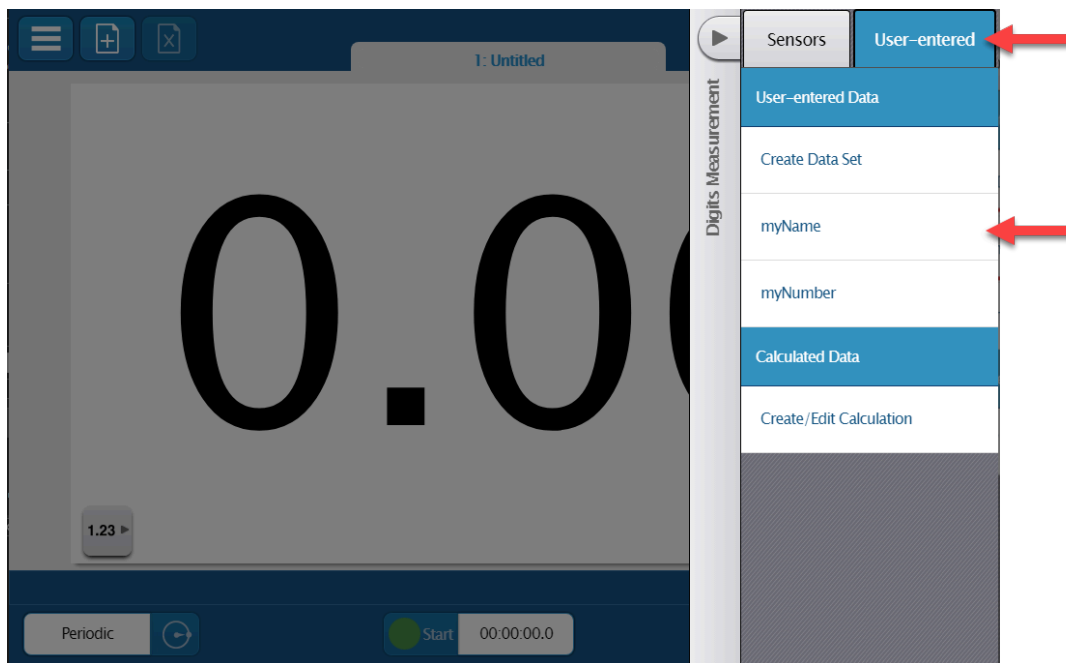 1: Untitled
0.0
1.23
Periodic
Start
00:00:00.0
Digits Measurement
Sensors
User-entered
User-entered Data
Create Data Set
myName
myNumber
Calculated Data
Create/Edit Calculation